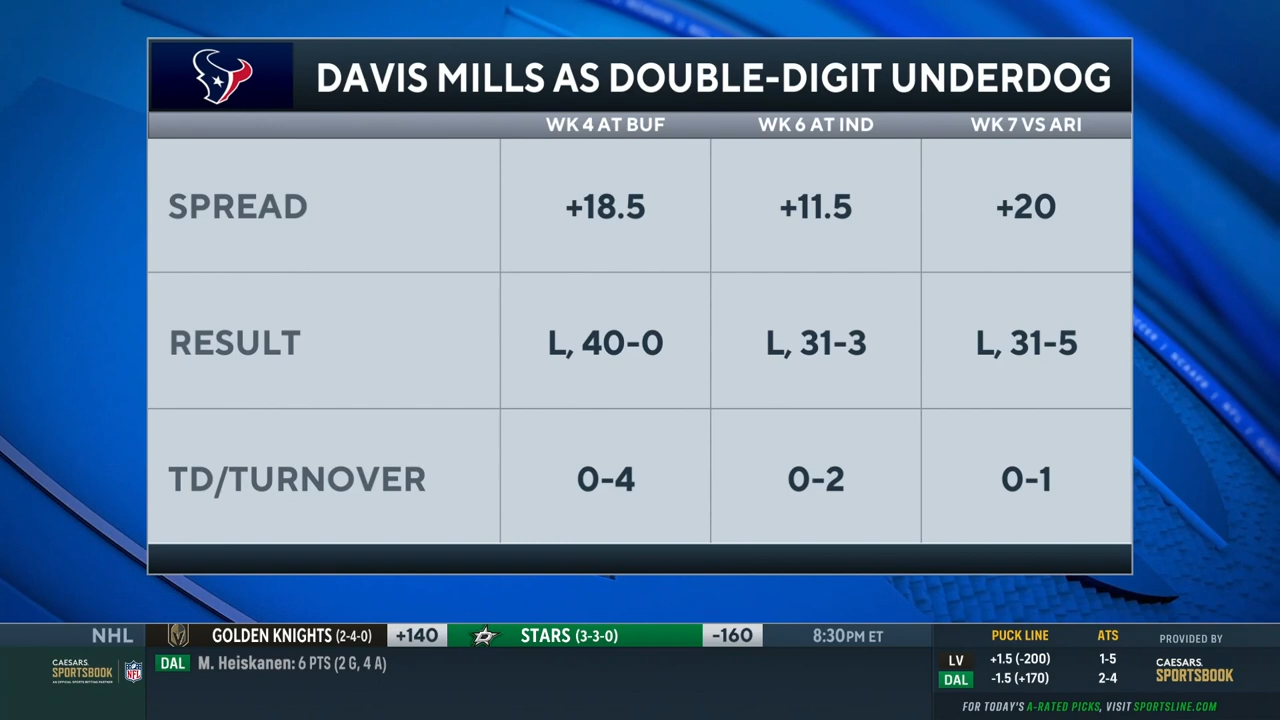 DAVIS MILLS AS DOUBLE-DIGIT UNDERDOG
WK 4 AT BUF WK 6 AT IND WK 7 VS ARI
SPREAD +18.5 +11.5 +20
RESULT L, 40-0 L, 31-3 L, 31-5
TD/TURNOVER 0-4 0-2 0-1
NHL GOLDEN KNIGHTS (2-4-0) +140 STARS (3-3-0) -160 8:30PM ET
CAESARS SPORTSBOOK NFL
DAL M. Heiskanen: 6 PTS (2 G, 4 A)
PUCK LINE ATS
LV +1.5 (-200) 1-5
DAL -1.5 (+170) 2-4
PROVIDED BY
CAESARS
SPORTSBOOK
FOR TODAY'S A-RATED PICKS, VISIT SPORTSLINE.COM